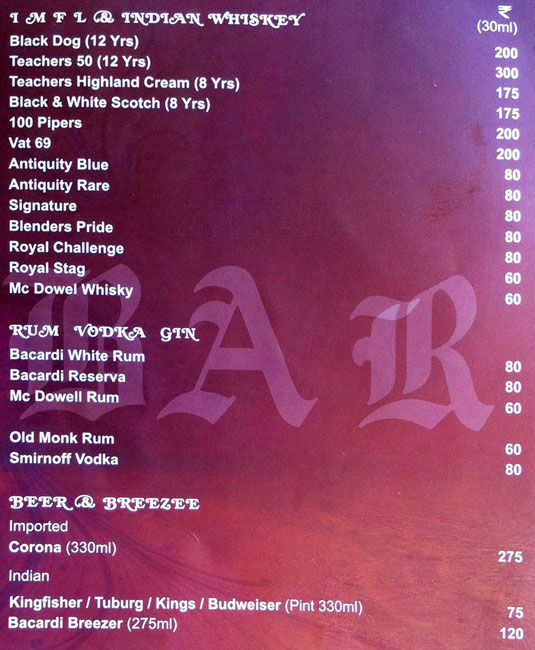 I M F L & INDIAN WHISKEY ₹
(30ml)
Black Dog (12 Yrs) 200
Teachers 50 (12 Yrs) 300
Teachers Highland Cream (8 Yrs) 175
Black & White Scotch (8 Yrs) 175
100 Pipers 200
Vat 69 200
Antiquity Blue 80
Antiquity Rare 80
Signature 80
Blenders Pride 80
Royal Challenge 80
Royal Stag 60
Mc Dowel Whisky 60
BAR
RUM VODKA GIN
Bacardi White Rum 80
Bacardi Reserva 80
Mc Dowell Rum 60
Old Monk Rum 60
Smirnoff Vodka 80
BEER & BREEZEE
Imported
Corona (330ml) 275
Indian
Kingfisher / Tuburg / Kings / Budweiser (Pint 330ml) 75
Bacardi Breezer (275ml) 120